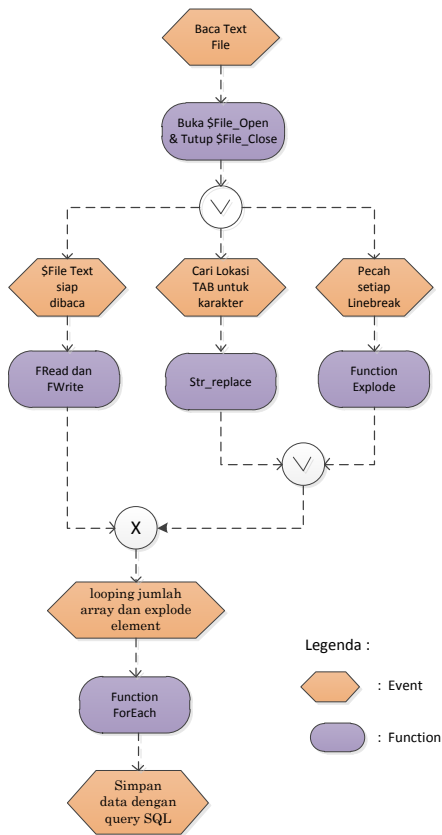 Baca Text
File
Buka $File_Open
& Tutup $File_Close
$File Text
siap
dibaca
Cari Lokasi
TAB untuk
karakter
Pecah
setiap
Linebreak
FRead dan
FWrite
Str_replace
Function
Explode
X
looping jumlah
array dan explode
element
Function
ForEach
Simpan
data dengan
query SQL
Legenda :
: Event
: Function